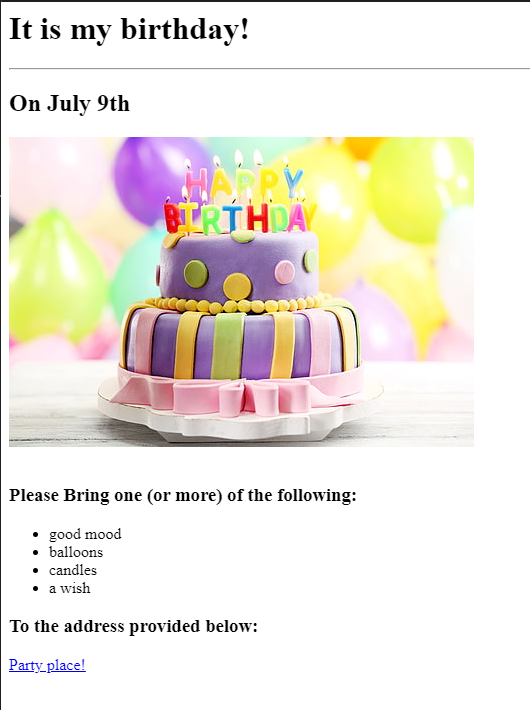 It is my birthday!
On July 9th
HAPPY
BIRTHDAY
Please Bring one (or more) of the following:
good mood
balloons
candles
a wish
To the address provided below:
Party place!